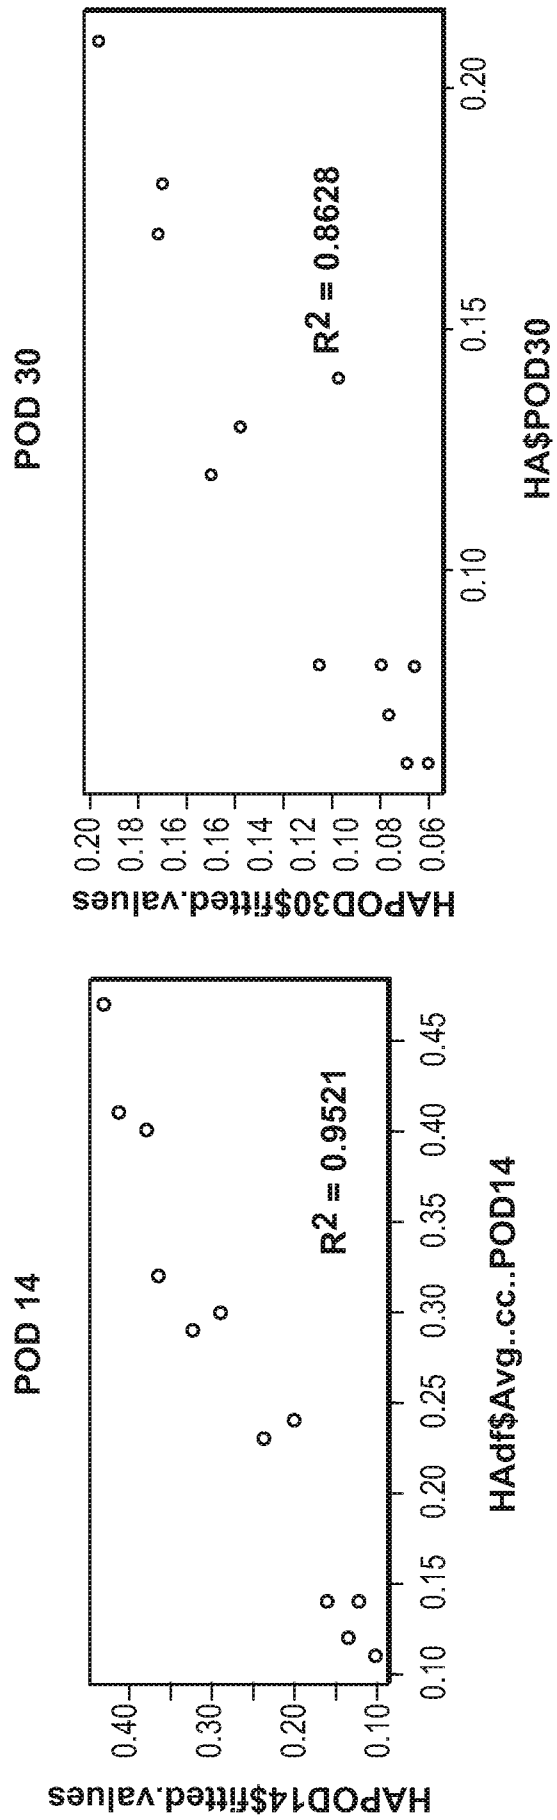 POD 14
HAPOD14$fitted.values
0.40
0.30
0.20
0.10
R2 = 0.9521
0.10 0.15 0.20 0.25 0.30 0.35 0.40 0.45
HAdf$Avg..cc..POD14
POD 30
HAPOD30$fitted.values
0.20
0.18
0.16
0.14
0.12
0.10
0.08
0.06
R2 = 0.8628
0.10 0.15 0.20
HA$POD30